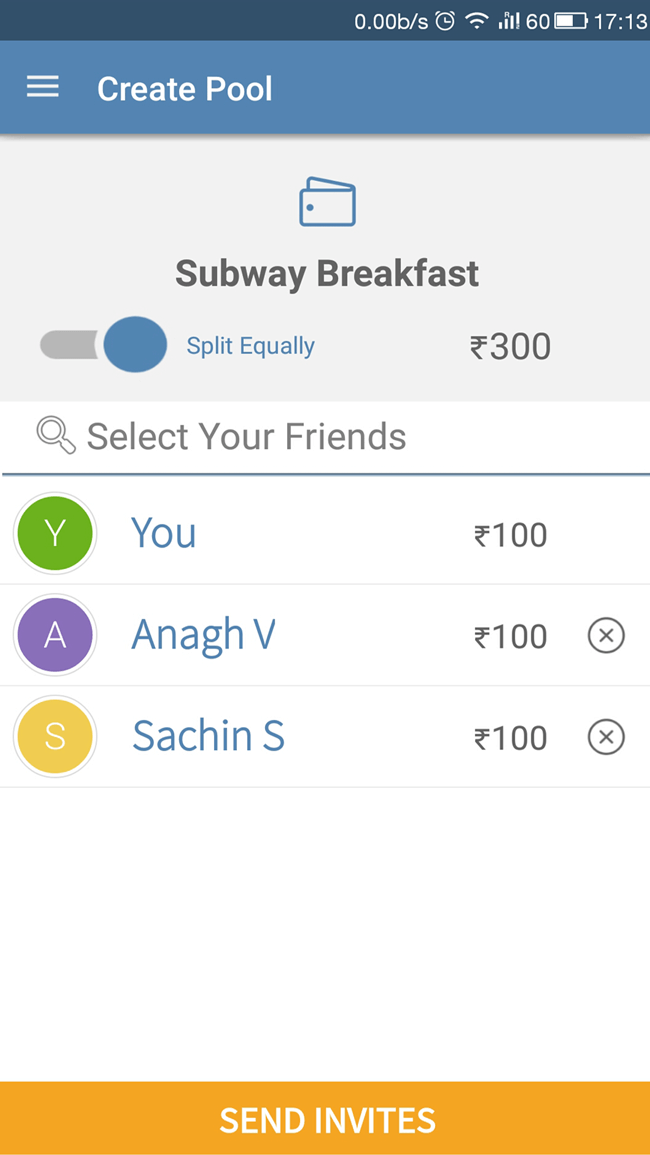 0.00b/s R 60 17:13
Create Pool
Subway Breakfast
Split Equally ₹300
Select Your Friends
Y You ₹100
A Anagh V ₹100
S Sachin S ₹100
SEND INVITES